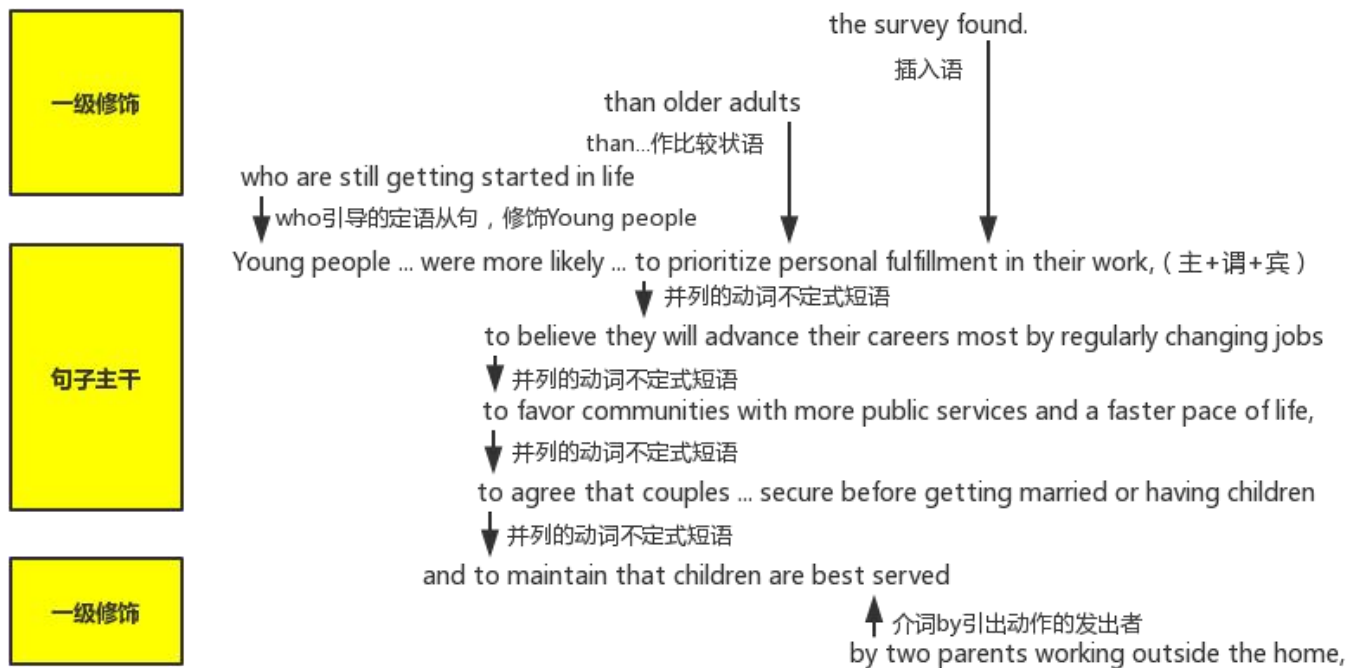 the survey found.
一级修饰
插入语
than older adults
than...作比较状语
who are still getting started in life
who引导的定语从句，修饰Young people
Young people ... were more likely ... to prioritize personal fulfillment in their work,（主+谓+宾）
并列的动词不定式短语
to believe they will advance their careers most by regularly changing jobs
句子主干
并列的动词不定式短语
to favor communities with more public services and a faster pace of life,
并列的动词不定式短语
to agree that couples ... secure before getting married or having children
并列的动词不定式短语
and to maintain that children are best served
一级修饰
介词by引出动作的发出者
by two parents working outside the home,